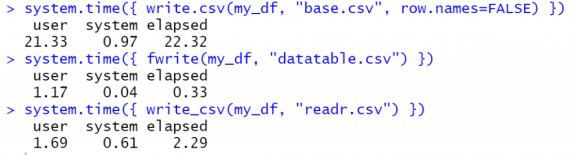 > system.time({ write.csv(my_df, "base.csv", row.names=FALSE) })
user system elapsed
21.33 0.97 22.32
> system.time({ fwrite(my_df, "datatable.csv") })
user system elapsed
1.17 0.04 0.33
> system.time({ write_csv(my_df, "readr.csv") })
user system elapsed
1.69 0.61 2.29